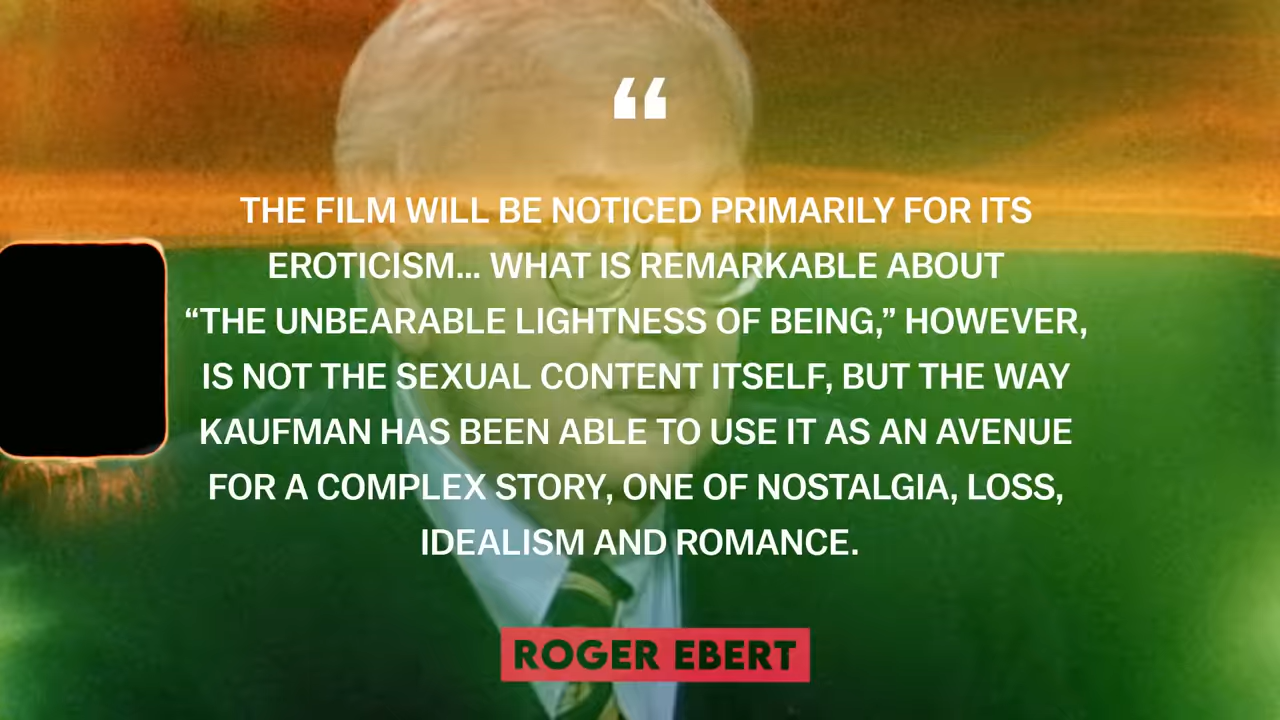 “
THE FILM WILL BE NOTICED PRIMARILY FOR ITS
EROTICISM... WHAT IS REMARKABLE ABOUT
“THE UNBEARABLE LIGHTNESS OF BEING,” HOWEVER,
IS NOT THE SEXUAL CONTENT ITSELF, BUT THE WAY
KAUFMAN HAS BEEN ABLE TO USE IT AS AN AVENUE
FOR A COMPLEX STORY, ONE OF NOSTALGIA, LOSS,
IDEALISM AND ROMANCE.
ROGER EBERT